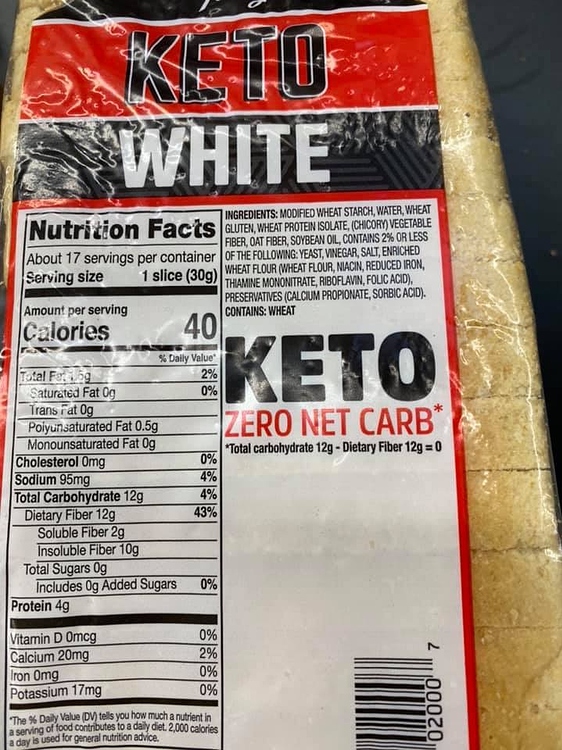 KETO
WHITE
Nutrition Facts
About 17 servings per container
Serving size 1 slice (30g)
Amount per serving
Calories 40
% Daily Value*
Total Fat 1.5g 2%
Saturated Fat 0g 0%
Trans Fat 0g
Polyunsaturated Fat 0.5g
Monounsaturated Fat 0g
Cholesterol 0mg 0%
Sodium 95mg 4%
Total Carbohydrate 12g 4%
Dietary Fiber 12g 43%
Soluble Fiber 2g
Insoluble Fiber 10g
Total Sugars 0g
Includes 0g Added Sugars 0%
Protein 4g
Vitamin D 0mcg 0%
Calcium 20mg 2%
Iron 0mg 0%
Potassium 17mg 0%
*The % Daily Value (DV) tells you how much a nutrient in
a serving of food contributes to a daily diet. 2,000 calories
a day is used for general nutrition advice.
INGREDIENTS: MODIFIED WHEAT STARCH, WATER, WHEAT
GLUTEN, WHEAT PROTEIN ISOLATE, (CHICORY) VEGETABLE
FIBER, OAT FIBER, SOYBEAN OIL, CONTAINS 2% OR LESS
OF THE FOLLOWING: YEAST, VINEGAR, SALT, ENRICHED
WHEAT FLOUR (WHEAT FLOUR, NIACIN, REDUCED IRON,
THIAMINE MONONITRATE, RIBOFLAVIN, FOLIC ACID),
PRESERVATIVES (CALCIUM PROPIONATE, SORBIC ACID).
CONTAINS: WHEAT
KETO
ZERO NET CARB*
*Total carbohydrate 12g - Dietary Fiber 12g = 0
02000 7